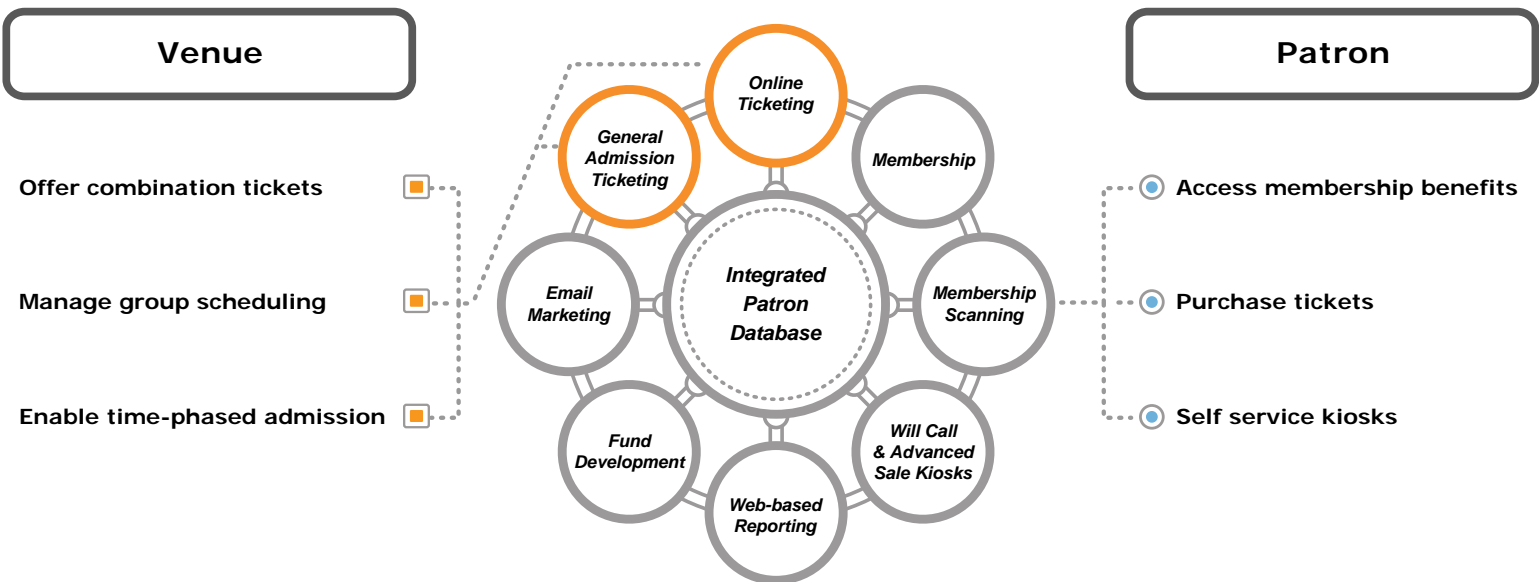 Venue
Patron
Online
Ticketing
General
Admission
Ticketing
Membership
Offer combination tickets
Access membership benefits
Email
Marketing
Integrated
Patron
Database
Membership
Scanning
Manage group scheduling
Purchase tickets
Enable time-phased admission
Self service kiosks
Fund
Development
Will Call
& Advanced
Sale Kiosks
Web-based
Reporting